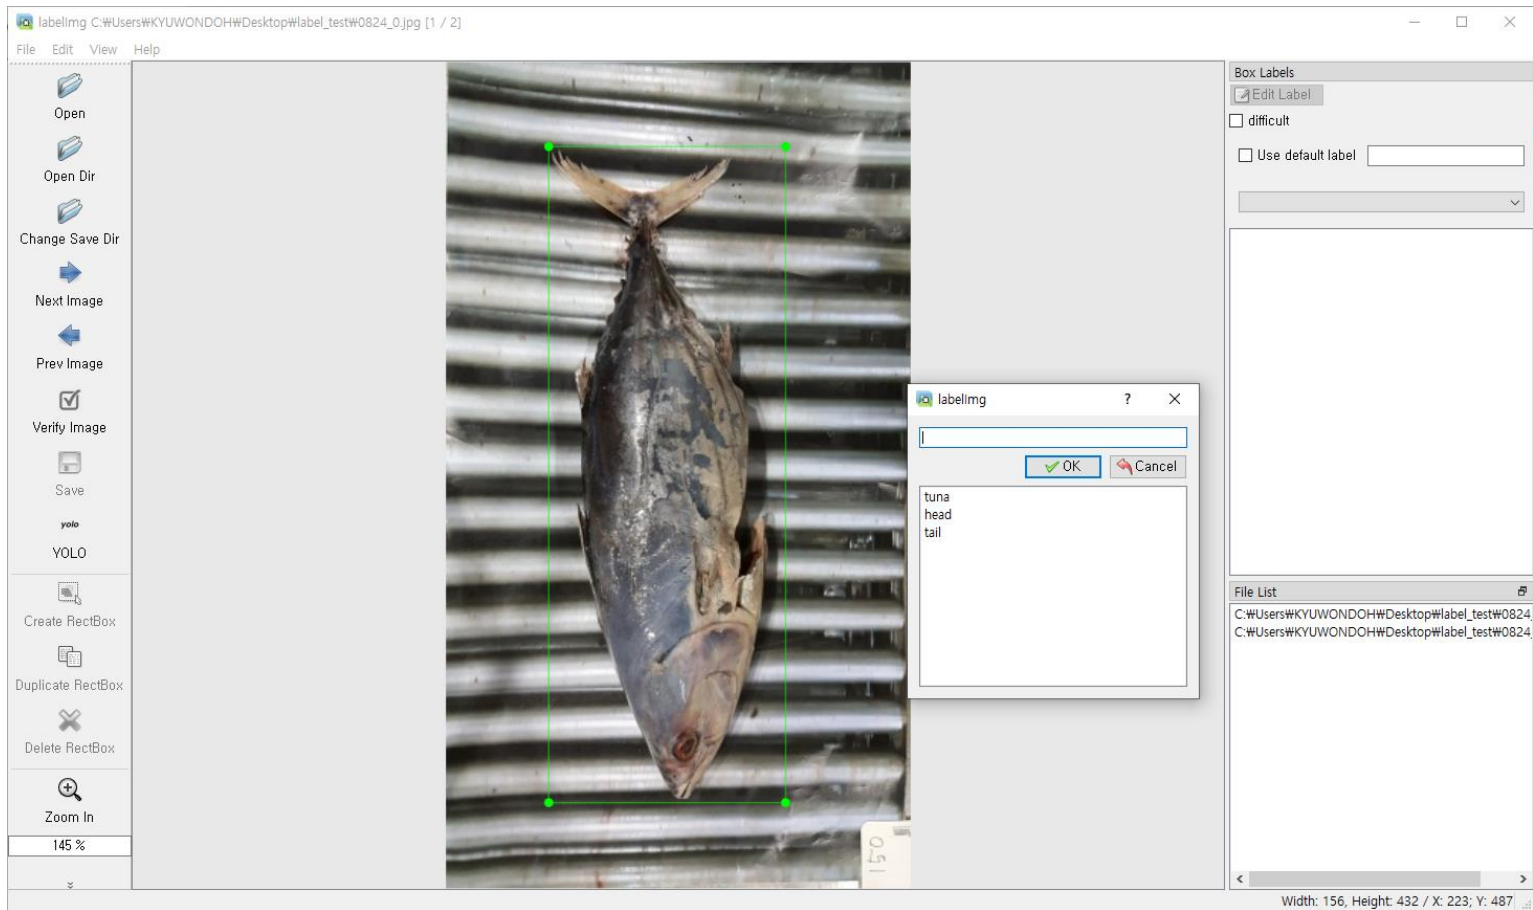 labelImg C:₩Users₩KYUWONDOH₩Desktop₩label_test₩0824_0.jpg [1 / 2]
File Edit View Help
Open
Open Dir
Change Save Dir
Next Image
Prev Image
Verify Image
Save
yolo
YOLO
Create RectBox
Duplicate RectBox
Delete RectBox
Zoom In
145 %
labelImg
OK Cancel
tuna
head
tail
Box Labels
Edit Label
difficult
Use default label
File List
C:₩Users₩KYUWONDOH₩Desktop₩label_test₩0824_
C:₩Users₩KYUWONDOH₩Desktop₩label_test₩0824_
Width: 156, Height: 432 / X: 223; Y: 487